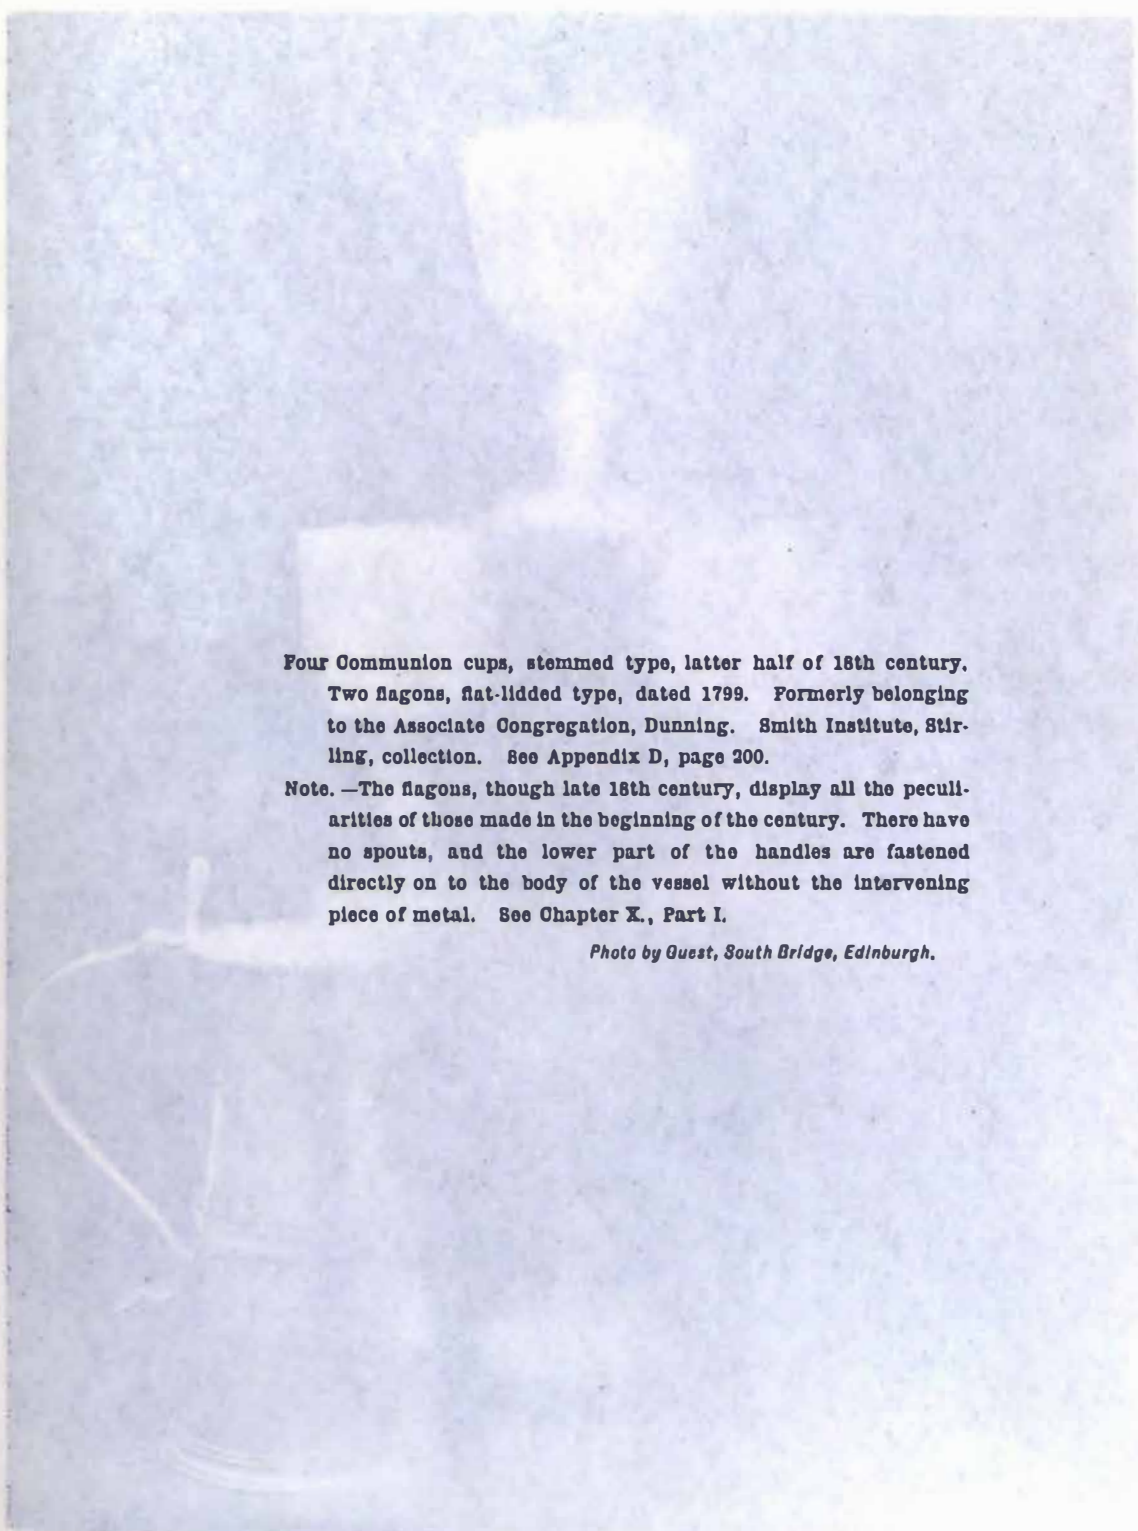 Four Communion cups, stemmed type, latter half of 18th century.
Two flagons, flat-lidded type, dated 1799. Formerly belonging
to the Associate Congregation, Dunning. Smith Institute, Stir-
ling, collection. See Appendix D, page 200.
Note.—The flagons, though late 18th century, display all the peculi-
arities of those made in the beginning of the century. There have
no spouts, and the lower part of the handles are fastened
directly on to the body of the vessel without the intervening
piece of metal. See Chapter X., Part I.
Photo by Guest, South Bridge, Edinburgh.